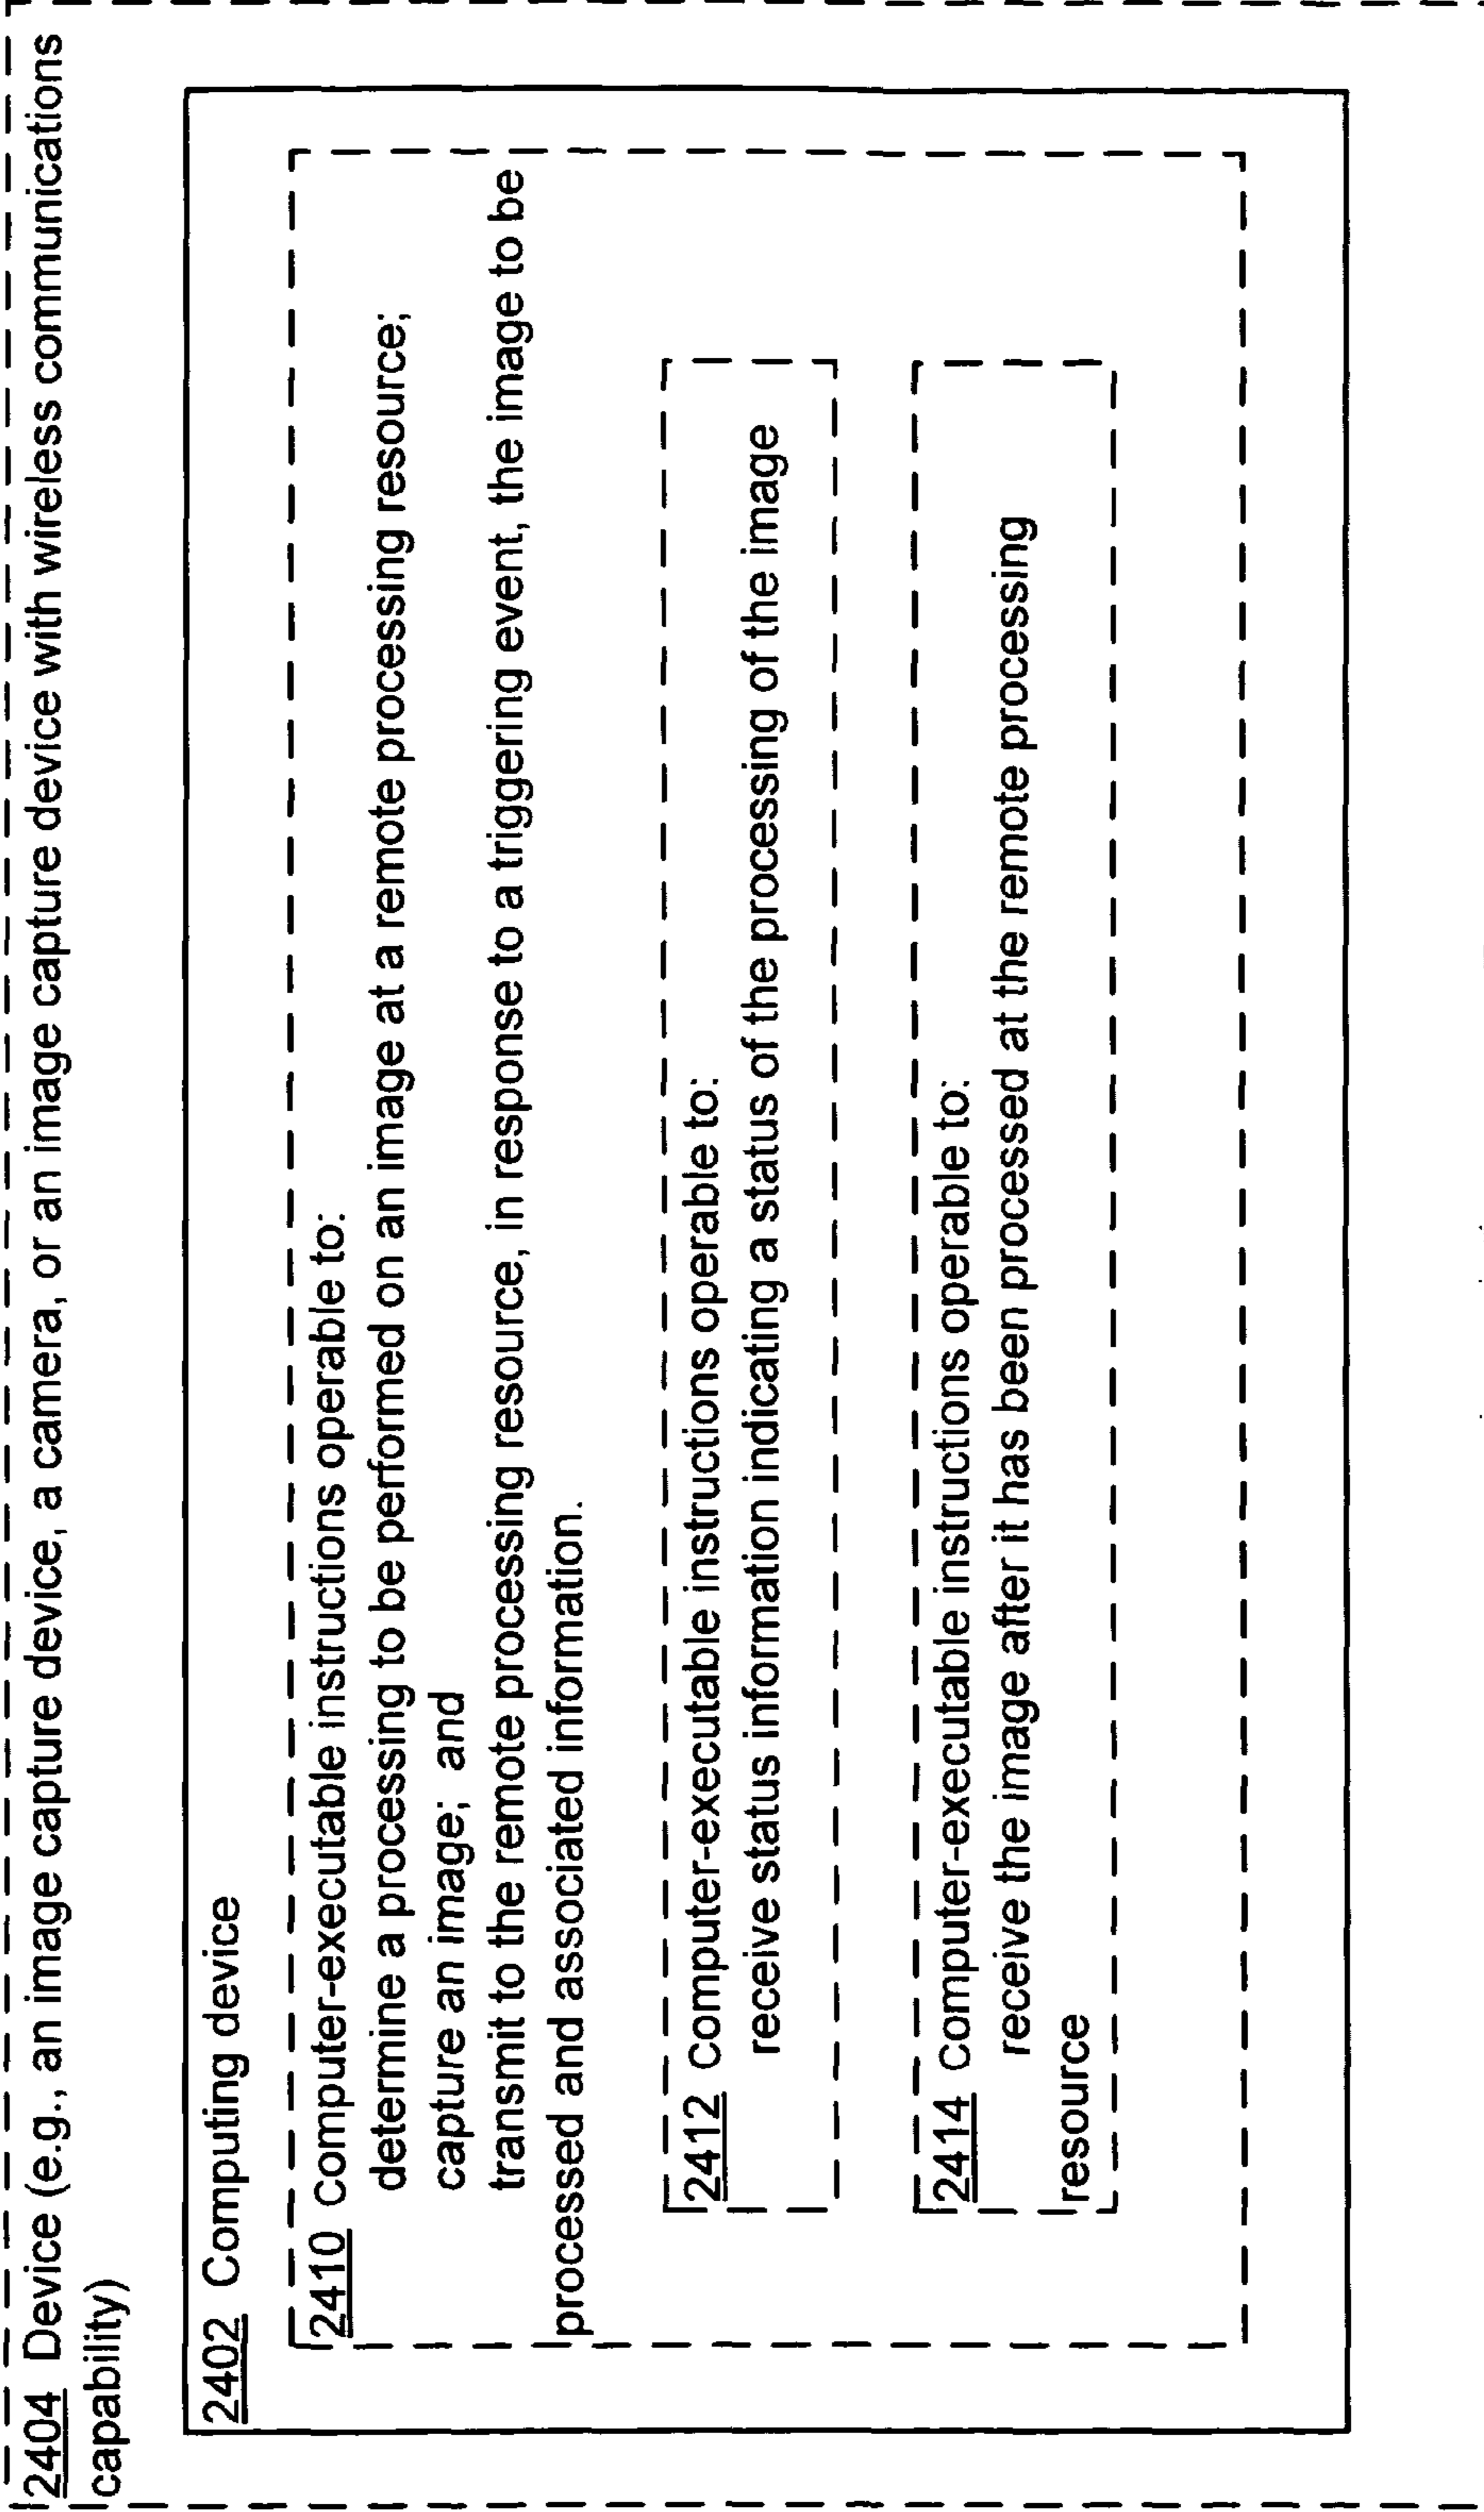 2404 Device (e.g., an image capture device, a camera, or an image capture device with wireless communications
capability)
2402 Computing device
2410 Computer-executable instructions operable to:
determine a processing to be performed on an image at a remote processing resource;
capture an image; and
transmit to the remote processing resource, in response to a triggering event, the image to be
processed and associated information.
2412 Computer-executable instructions operable to:
receive status information indicating a status of the processing of the image
2414 Computer-executable instructions operable to:
receive the image after it has been processed at the remote processing
resource